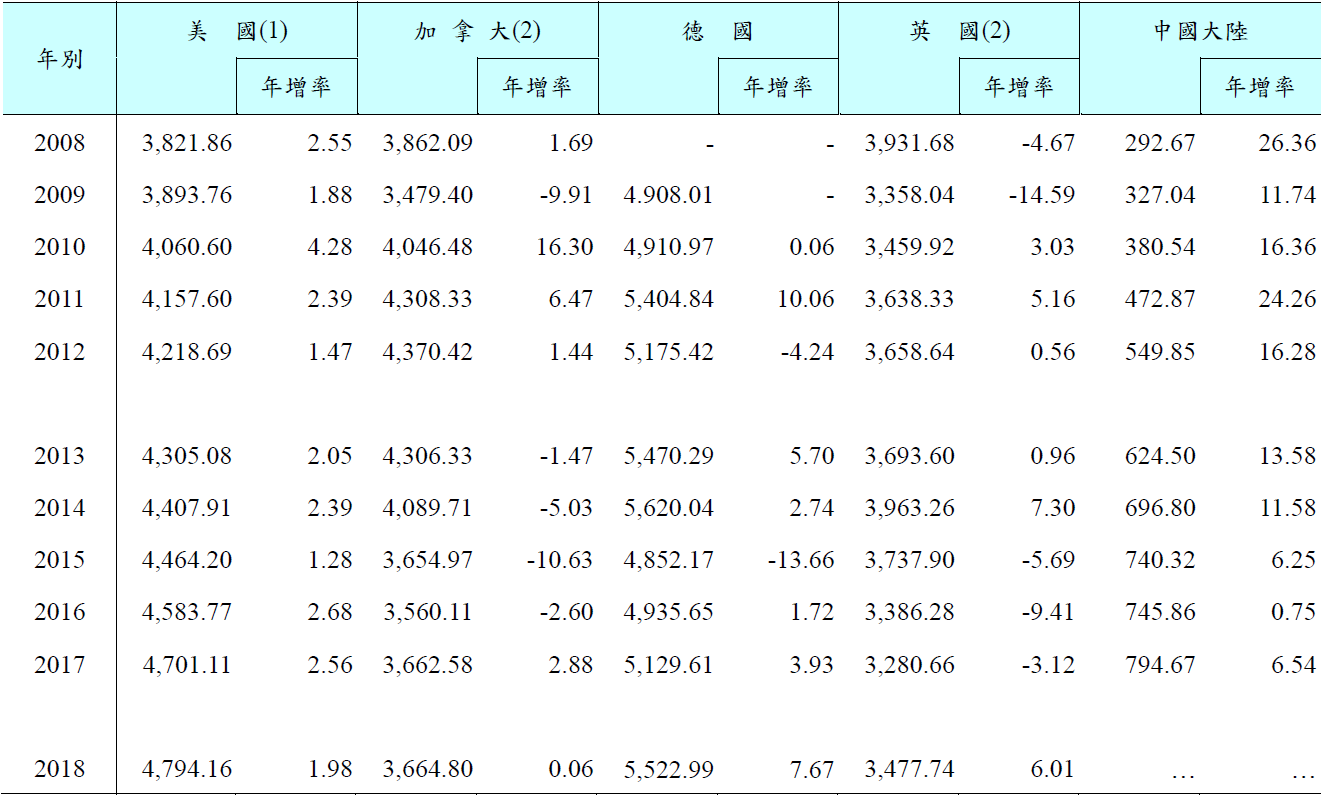 年別 美 國(1) 加 拿 大(2) 德 國 英 國(2) 中國大陸
年增率 年增率 年增率 年增率 年增率
2008 3,821.86 2.55 3,862.09 1.69 - - 3,931.68 -4.67 292.67 26.36
2009 3,893.76 1.88 3,479.40 -9.91 4.908.01 - 3,358.04 -14.59 327.04 11.74
2010 4,060.60 4.28 4,046.48 16.30 4,910.97 0.06 3,459.92 3.03 380.54 16.36
2011 4,157.60 2.39 4,308.33 6.47 5,404.84 10.06 3,638.33 5.16 472.87 24.26
2012 4,218.69 1.47 4,370.42 1.44 5,175.42 -4.24 3,658.64 0.56 549.85 16.28
2013 4,305.08 2.05 4,306.33 -1.47 5,470.29 5.70 3,693.60 0.96 624.50 13.58
2014 4,407.91 2.39 4,089.71 -5.03 5,620.04 2.74 3,963.26 7.30 696.80 11.58
2015 4,464.20 1.28 3,654.97 -10.63 4,852.17 -13.66 3,737.90 -5.69 740.32 6.25
2016 4,583.77 2.68 3,560.11 -2.60 4,935.65 1.72 3,386.28 -9.41 745.86 0.75
2017 4,701.11 2.56 3,662.58 2.88 5,129.61 3.93 3,280.66 -3.12 794.67 6.54
2018 4,794.16 1.98 3,664.80 0.06 5,522.99 7.67 3,477.74 6.01 … …